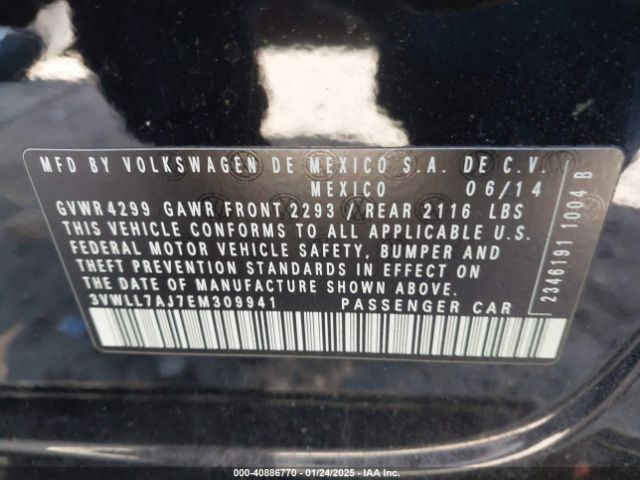 MFD BY VOLKSWAGEN DE MEXICO S.A. DE C.V.
MEXICO 06/14
GVWR 4299 GAWR FRONT 2293 / REAR 2116 LBS
THIS VEHICLE CONFORMS TO ALL APPLICABLE U.S.
FEDERAL MOTOR VEHICLE SAFETY, BUMPER AND
THEFT PREVENTION STANDARDS IN EFFECT ON
THE DATE OF MANUFACTURE SHOWN ABOVE.
3VWLL7AJ7EM309941 PASSENGER CAR
2346191 1004 B
000-40886770 - 01/24/2025 - IAA Inc.